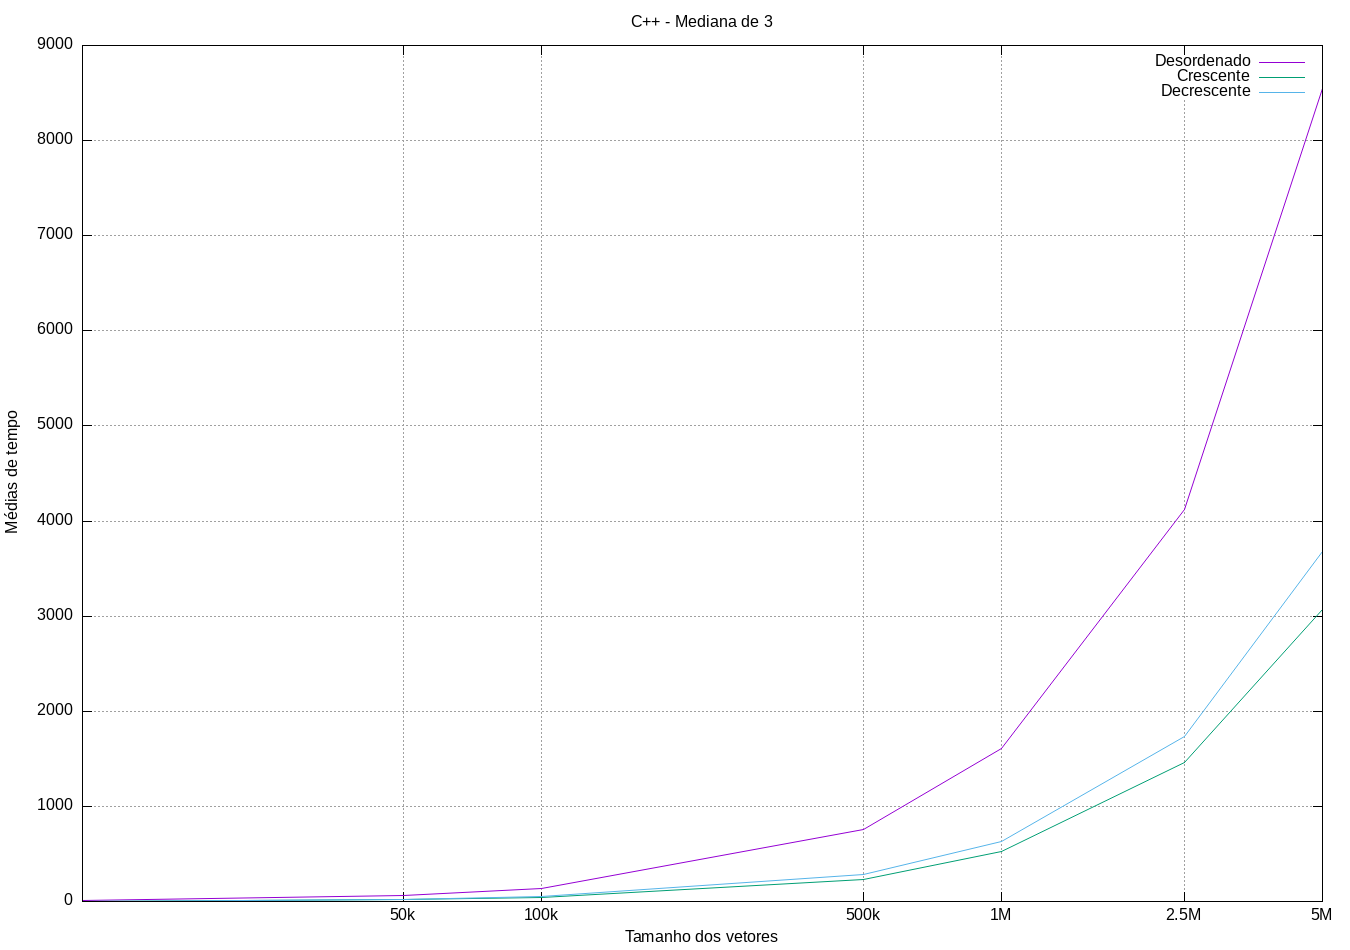 C++ - Mediana de 3
9000
8000
7000
6000
5000
4000
3000
2000
1000
0
Médias de tempo
Desordenado
Crescente
Decrescente
50k
100k
500k
1M
2.5M
5M
Tamanho dos vetores